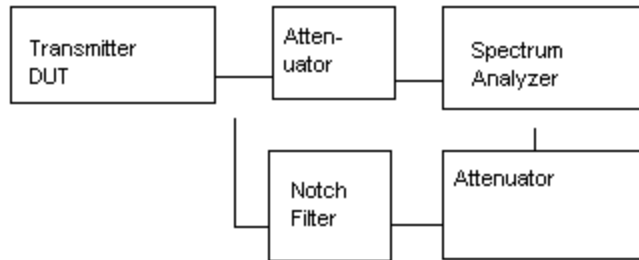 Transmitter
DUT
Atten-
uator
Spectrum
Analyzer
Notch
Filter
Attenuator